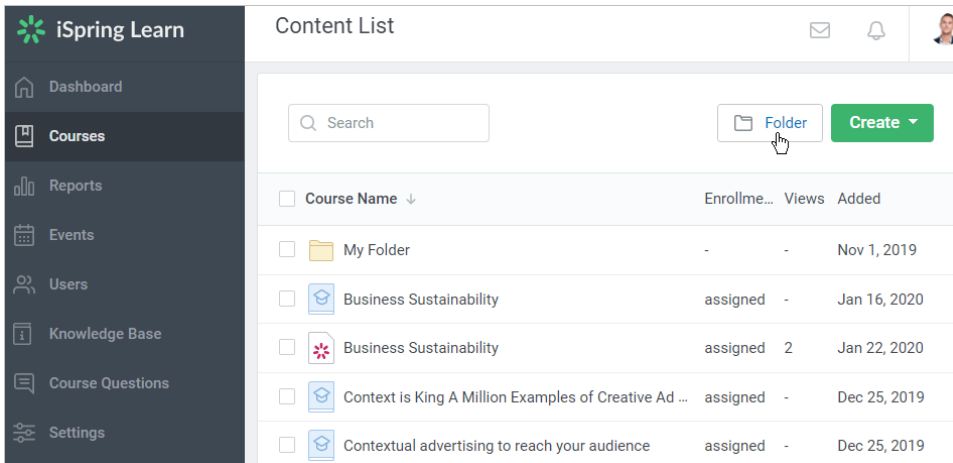 iSpring Learn
Content List
Dashboard
Courses
Reports
Events
Users
Knowledge Base
Course Questions
Settings
Search
Folder
Create
Course Name Enrollme... Views Added
My Folder - - Nov 1, 2019
Business Sustainability assigned - Jan 16, 2020
Business Sustainability assigned 2 Jan 22, 2020
Context is King A Million Examples of Creative Ad ... assigned - Dec 25, 2019
Contextual advertising to reach your audience assigned - Dec 25, 2019